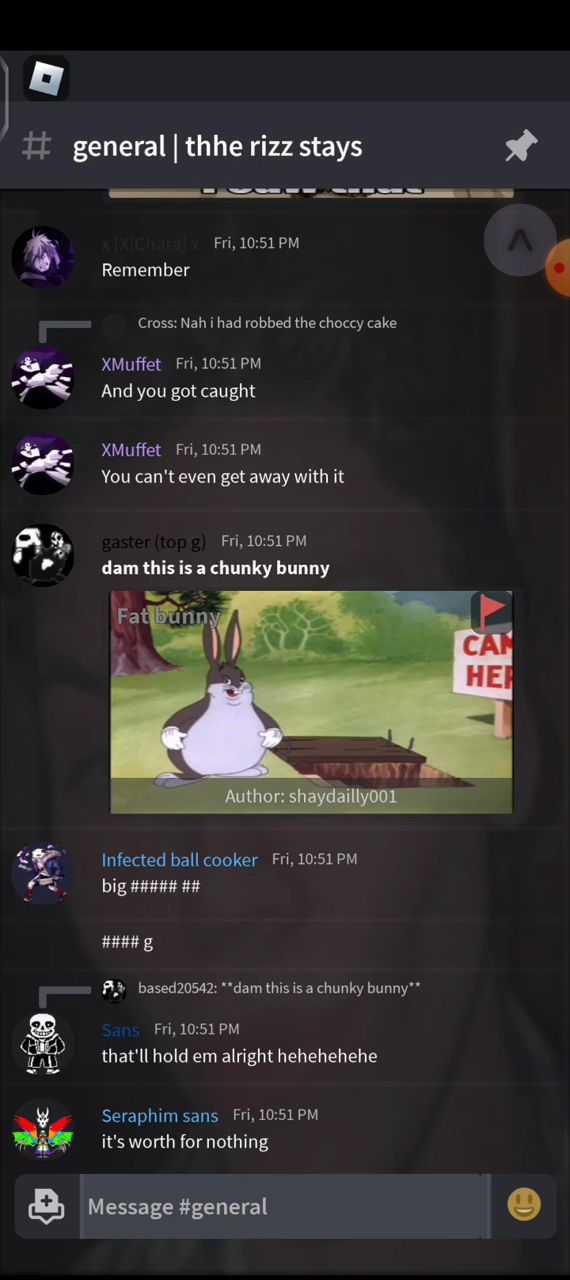 # general | thhe rizz stays
x [X!Chara] x Fri, 10:51 PM
Remember
Cross: Nah i had robbed the choccy cake
XMuffet Fri, 10:51 PM
And you got caught
XMuffet Fri, 10:51 PM
You can't even get away with it
gaster (top g) Fri, 10:51 PM
dam this is a chunky bunny
Fat bunny
CAM
HER
Author: shaydailly001
Infected ball cooker Fri, 10:51 PM
big ##### ##
#### g
based20542: **dam this is a chunky bunny**
Sans Fri, 10:51 PM
that'll hold em alright hehehehehe
Seraphim sans Fri, 10:51 PM
it's worth for nothing
Message #general